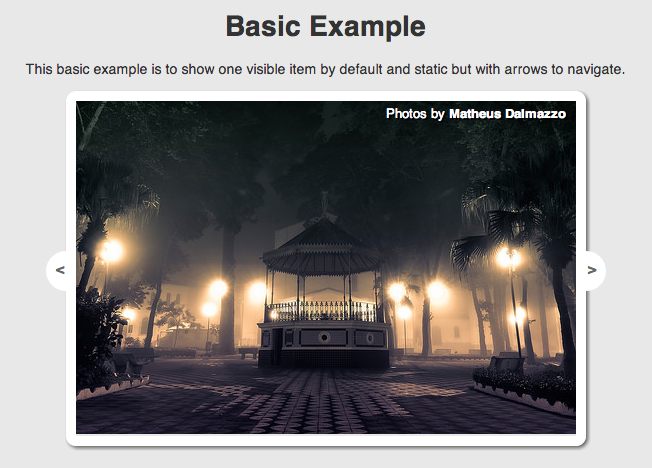 Basic Example
This basic example is to show one visible item by default and static but with arrows to navigate.
Photos by Matheus Dalmazzo
< >